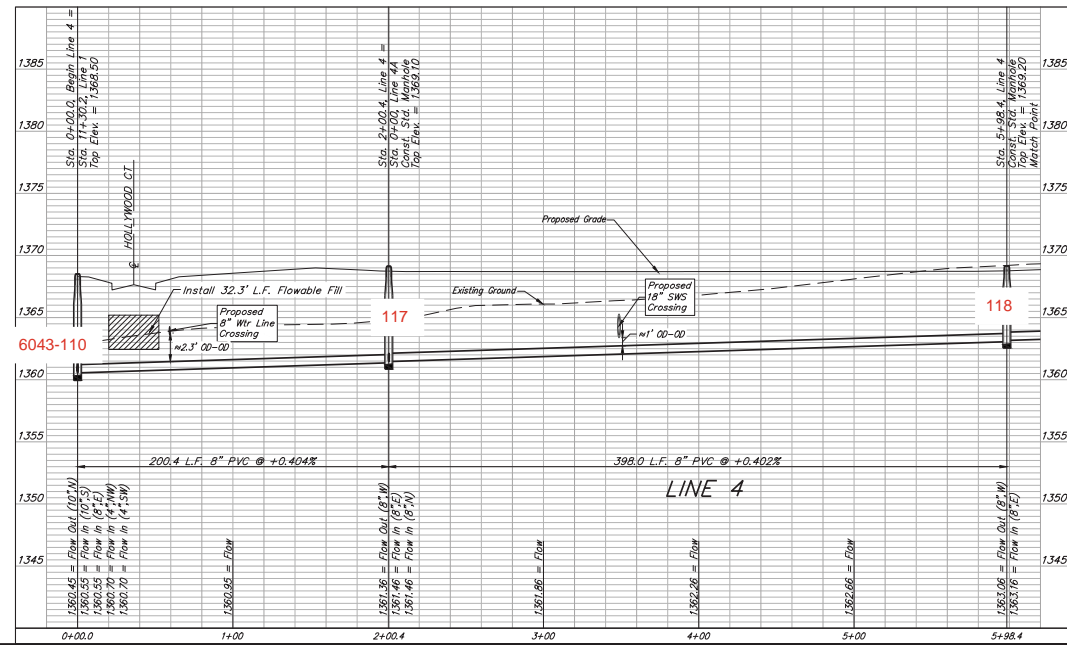 Sta. 0+00.0, Begin Line 4 =
Sta. 11+30.2, Line 1
Top Elev. = 1368.50
Sta. 2+00.4, Line 4 =
Sta. 0+00, Line 4A
Const. Std. Manhole
Top Elev. = 1369.10
Sta. 5+98.4, Line 4
Const. Std. Manhole
Top Elev. = 1369.20
Match Point
1385
1385
1380
1380
1375
1375
1370
1370
1365
1365
1360
1360
1355
1355
1350
1350
1345
1345
℄ HOLLYWOOD CT
Proposed Grade
Install 32.3' L.F. Flowable Fill
Existing Ground
Proposed
18" SWS
Crossing
Proposed
8" Wtr Line
Crossing
≈2.3' OD-OD
≈1' OD-OD
6043-110
117
118
200.4 L.F. 8" PVC @ +0.404%
398.0 L.F. 8" PVC @ +0.402%
LINE 4
1360.45 = Flow Out (10",N)
1360.55 = Flow In (10",S)
1360.55 = Flow In (8",E)
1360.70 = Flow In (4",NW)
1360.70 = Flow In (4",SW)
1360.95 = Flow
1361.36 = Flow Out (8",W)
1361.46 = Flow In (8",E)
1361.46 = Flow In (8",N)
1361.86 = Flow
1362.26 = Flow
1362.66 = Flow
1363.06 = Flow Out (8",W)
1363.16 = Flow In (8",E)
0+00.0
1+00
2+00.4
3+00
4+00
5+00
5+98.4